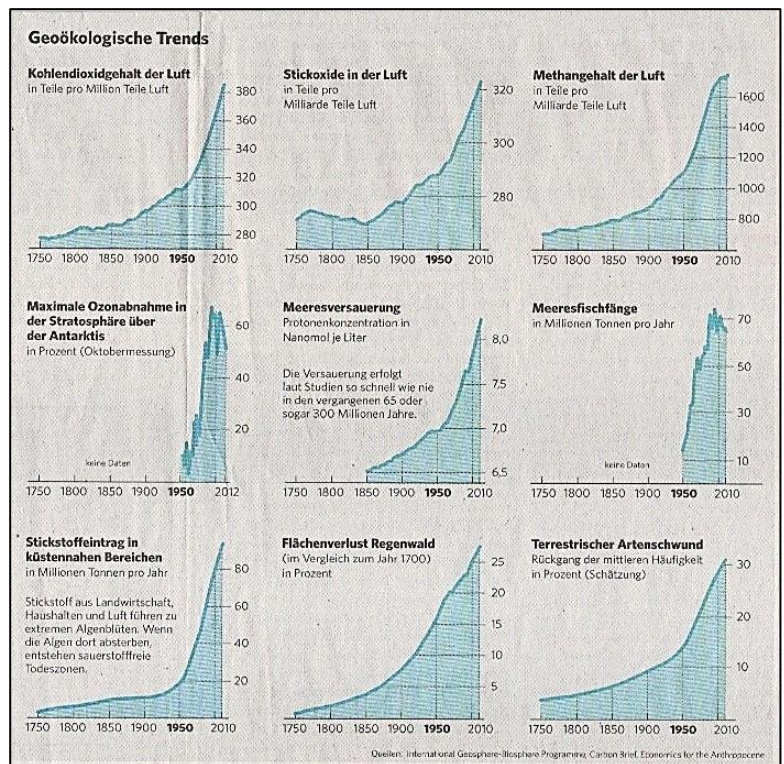 Geoökologische Trends
Kohlendioxidgehalt der Luft
in Teile pro Million Teile Luft
380
360
340
320
300
280
1750 1800 1850 1900 1950 2010
Stickoxide in der Luft
in Teile pro
Milliarde Teile Luft
320
300
280
1750 1800 1850 1900 1950 2010
Methangehalt der Luft
in Teile pro
Milliarde Teile Luft
1600
1400
1200
1000
800
1750 1800 1850 1900 1950 2010
Maximale Ozonabnahme in
der Stratosphäre über
der Antarktis
in Prozent (Oktobermessung)
60
40
20
keine Daten
1750 1800 1850 1900 1950 2012
Meeresversauerung
Protonenkonzentration in
Nanomol je Liter
Die Versauerung erfolgt
laut Studien so schnell wie nie
in den vergangenen 65 oder
sogar 300 Millionen Jahre.
8,0
7,5
7,0
6,5
1750 1800 1850 1900 1950 2010
Meeresfischfänge
in Millionen Tonnen pro Jahr
70
50
30
10
keine Daten
1750 1800 1850 1900 1950 2010
Stickstoffeintrag in
küstennahen Bereichen
in Millionen Tonnen pro Jahr
Stickstoff aus Landwirtschaft,
Haushalten und Luft führen zu
extremen Algenblüten. Wenn
die Algen dort absterben,
entstehen sauerstofffreie
Todeszonen.
80
60
40
20
1750 1800 1850 1900 1950 2010
Flächenverlust Regenwald
(im Vergleich zum Jahr 1700)
in Prozent
25
20
15
10
5
1750 1800 1850 1900 1950 2010
Terrestrischer Artenschwund
Rückgang der mittleren Häufigkeit
in Prozent (Schätzung)
30
20
10
1750 1800 1850 1900 1950 2010
Quellen: International Geosphere-Biosphere Programme, Carbon Brief, Economics for the Anthropocene